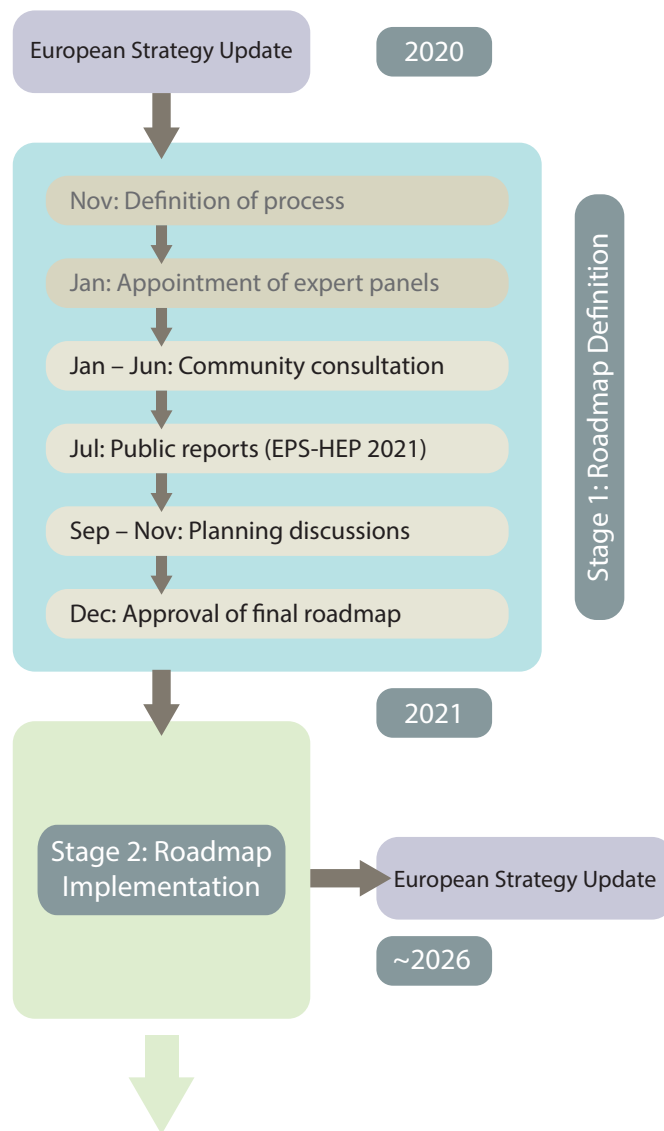 European Strategy Update
2020
Nov: Definition of process
Jan: Appointment of expert panels
Jan – Jun: Community consultation
Jul: Public reports (EPS-HEP 2021)
Sep – Nov: Planning discussions
Dec: Approval of final roadmap
Stage 1: Roadmap Definition
2021
Stage 2: Roadmap
Implementation
European Strategy Update
~2026